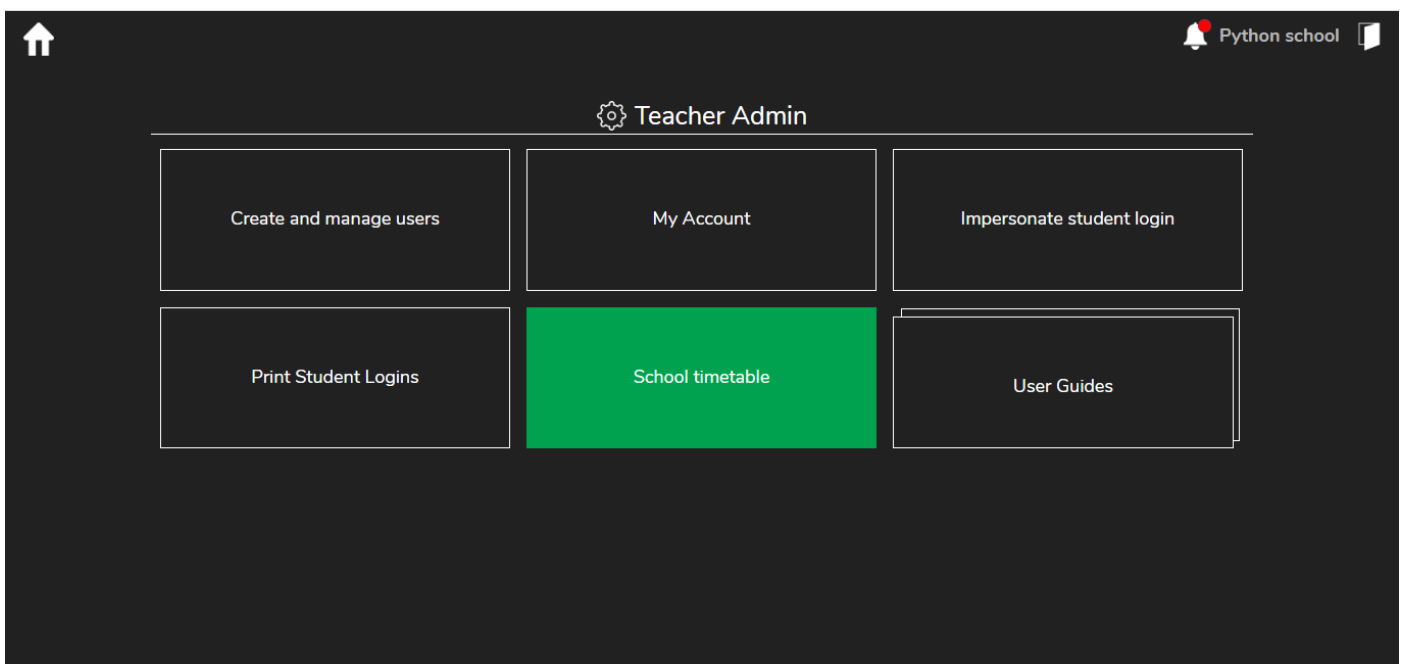 Python school
Teacher Admin
Create and manage users
My Account
Impersonate student login
Print Student Logins
School timetable
User Guides